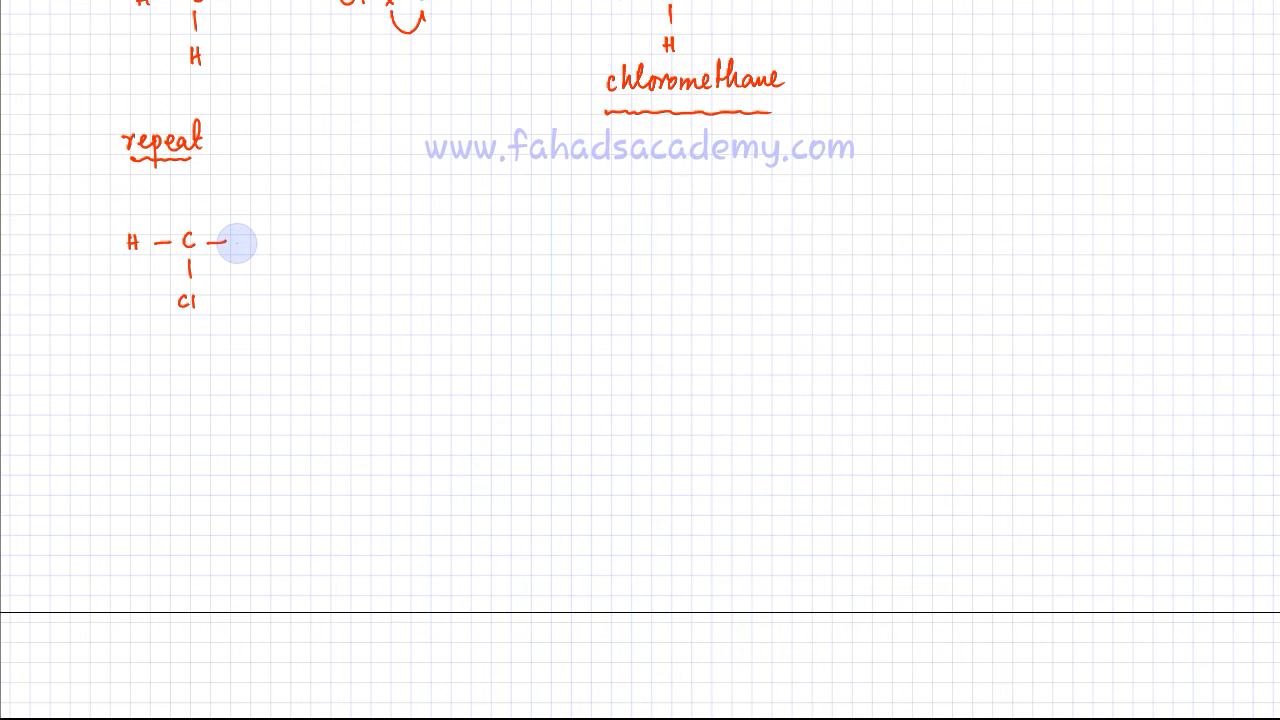 H
H
chloromethane
repeat
www.fahadsacademy.com
H — C —
Cl